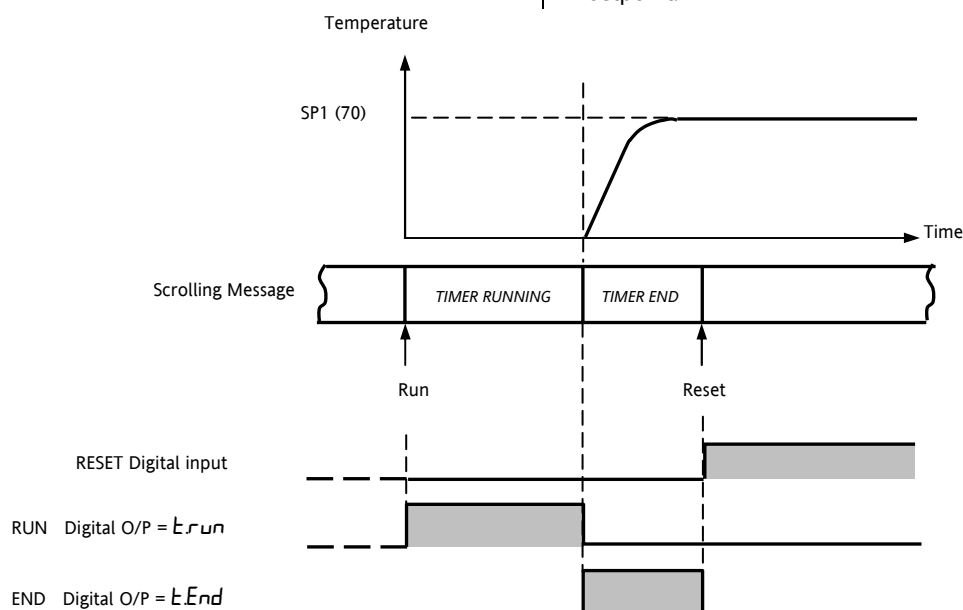 Temperature
SP1 (70)
Time
Scrolling Message
TIMER RUNNING
TIMER END
Run
Reset
RESET Digital input
RUN Digital O/P = t.run
END Digital O/P = t.End